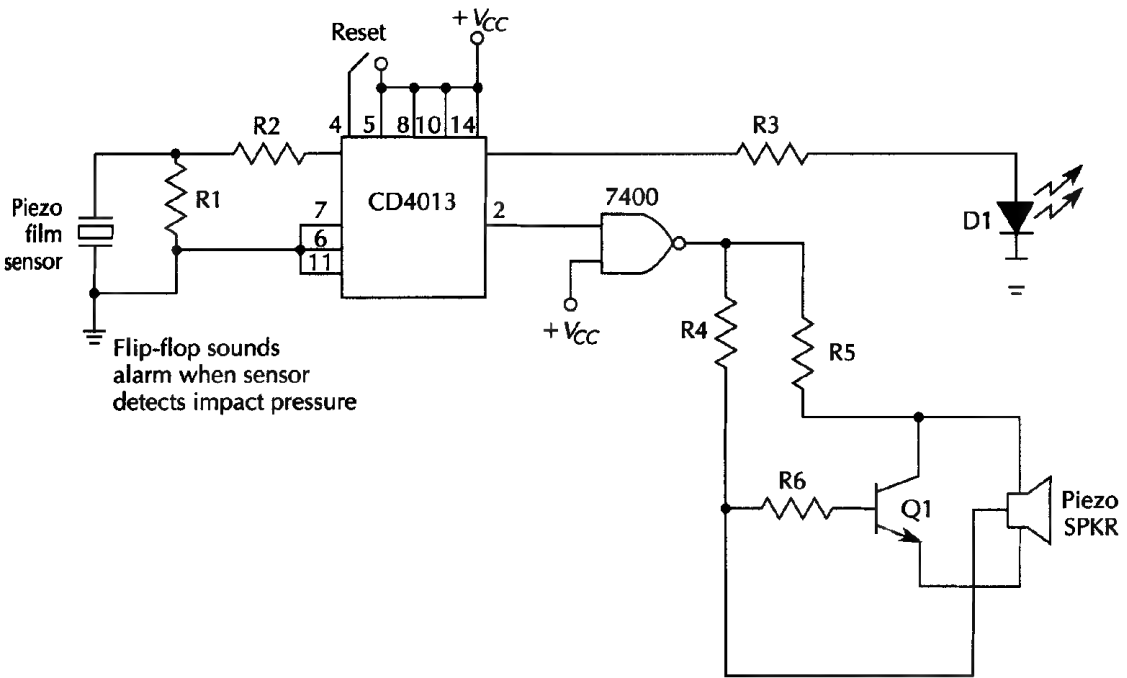 +VCC
Reset
4
5
8
10
14
R2
R3
R1
CD4013
7400
Piezo
film
sensor
7
6
11
2
D1
+VCC
R4
R5
Flip-flop sounds
alarm when sensor
detects impact pressure
R6
Q1
Piezo
SPKR